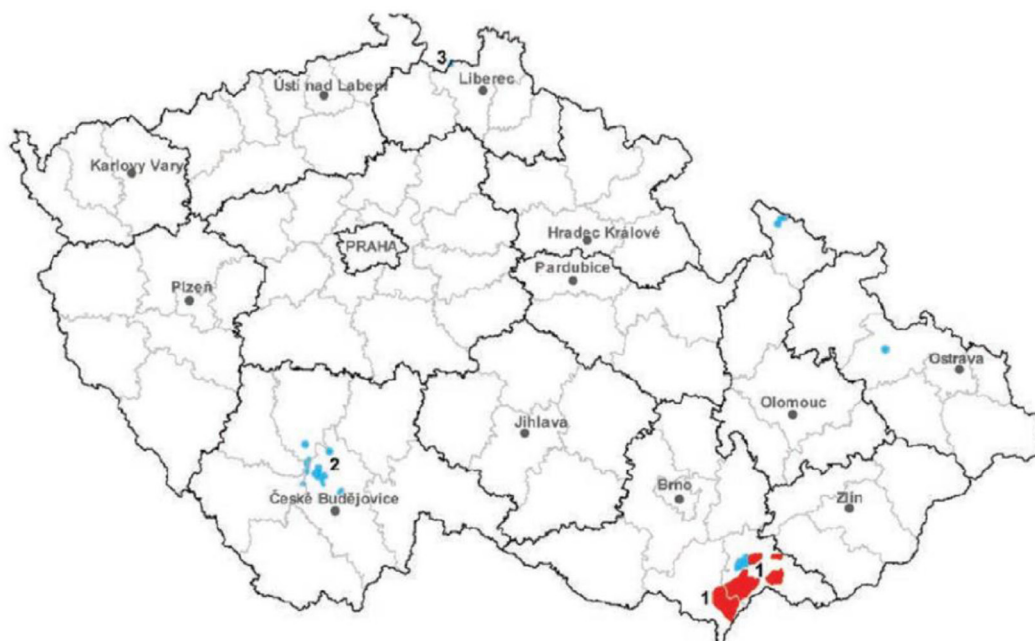 3
Liberec
Ústí nad Labem
Karlovy Vary
Hradec Králové
PRAHA
Pardubice
Plzeň
Ostrava
Olomouc
Jihlava
2
Brno
České Budějovice
Zlín
1
1